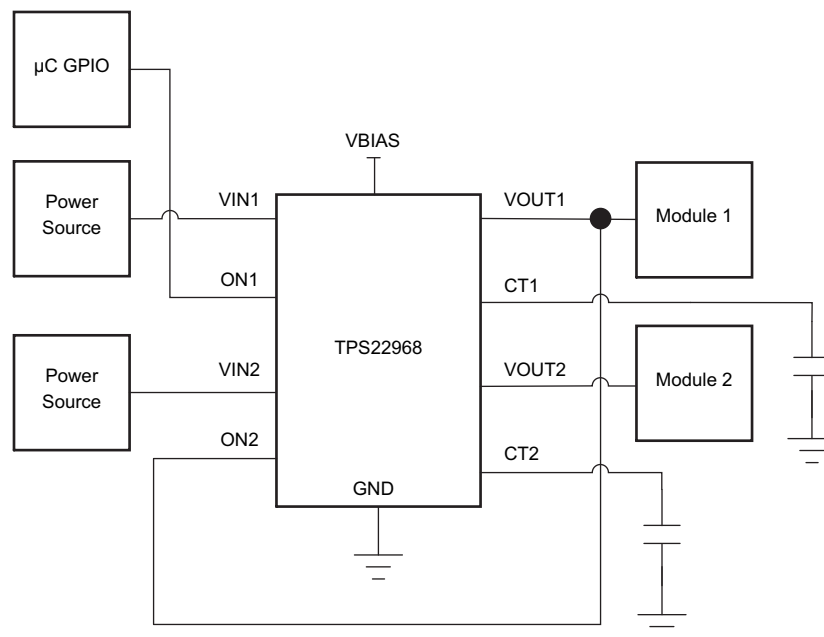 µC GPIO
VBIAS
Power
Source
VIN1
VOUT1
Module 1
ON1
CT1
TPS22968
Power
Source
VIN2
VOUT2
Module 2
ON2
CT2
GND